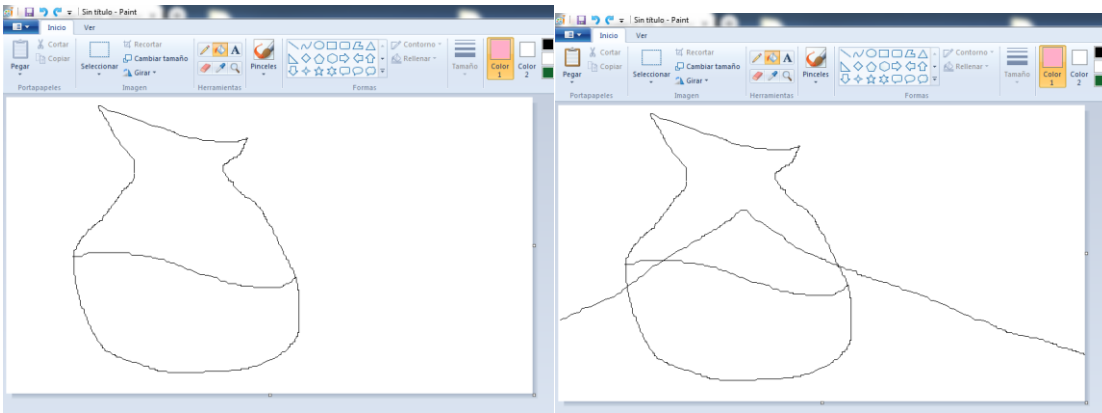 Sin título - Paint
Inicio Ver
Pegar
Cortar
Copiar
Portapapeles
Seleccionar
Recortar
Cambiar tamaño
Girar
Imagen
A
Herramientas
Pinceles
Contorno
Rellenar
Formas
Tamaño
Color 1
Color 2
Sin título - Paint
Inicio Ver
Pegar
Cortar
Copiar
Portapapeles
Seleccionar
Recortar
Cambiar tamaño
Girar
Imagen
A
Herramientas
Pinceles
Contorno
Rellenar
Formas
Tamaño
Color 1
Color 2